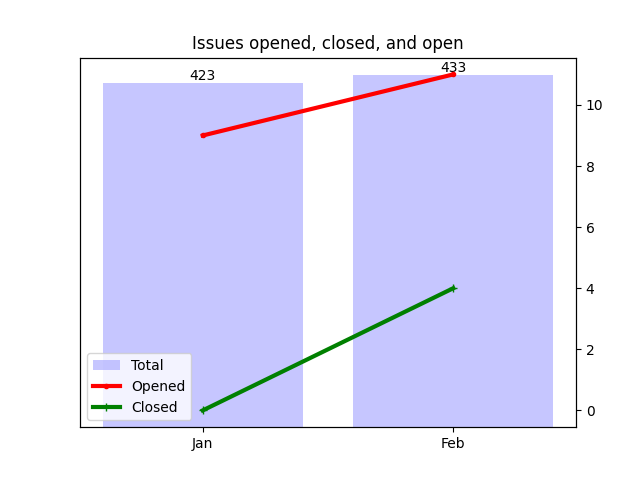 Issues opened, closed, and open
423
433
10
8
6
4
2
0
Total
Opened
Closed
Jan
Feb